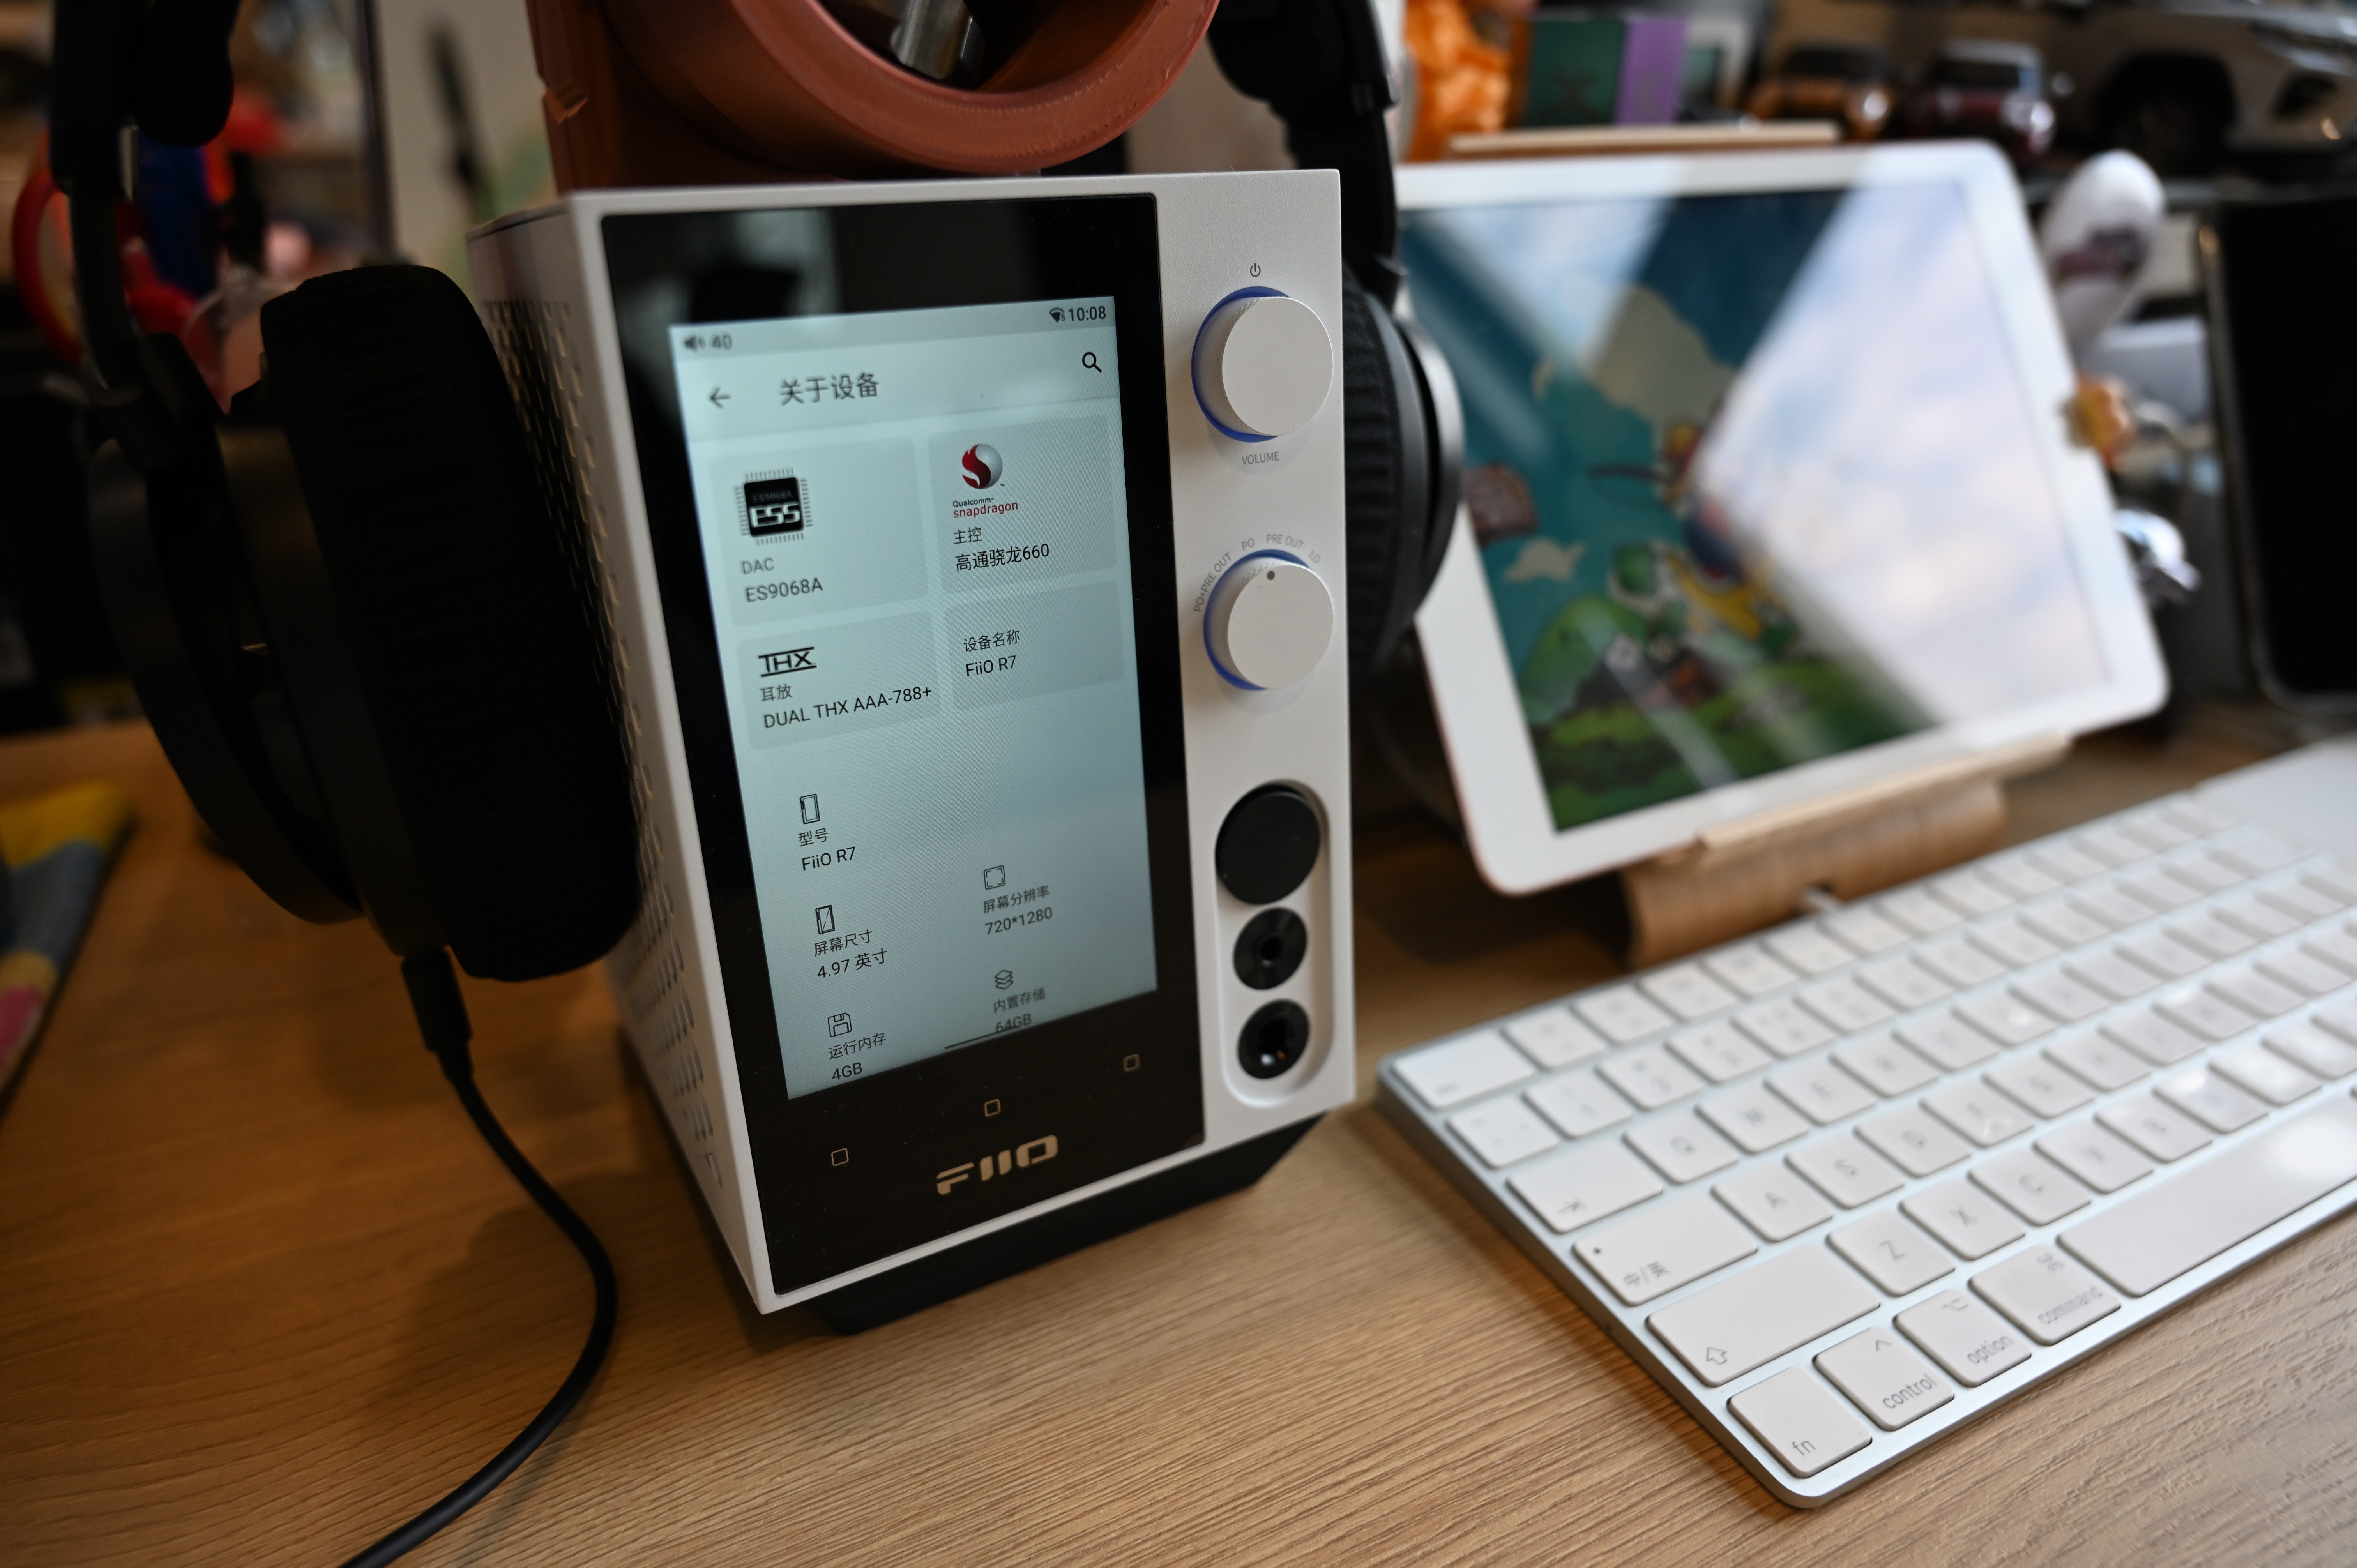 40
10:08
关于设备
ES9068A
ESS
DAC
ES9068A
Qualcomm
snapdragon
主控
高通骁龙660
THX
耳放
DUAL THX AAA-788+
设备名称
FiiO R7
型号
FiiO R7
屏幕尺寸
4.97 英寸
屏幕分辨率
720*1280
运行内存
4GB
内置存储
64GB
FIIO
VOLUME
PO+PRE OUT
PO
PRE OUT
LO
Q
W
E
A
S
D
中/英
Z
X
C
fn
control
option
command